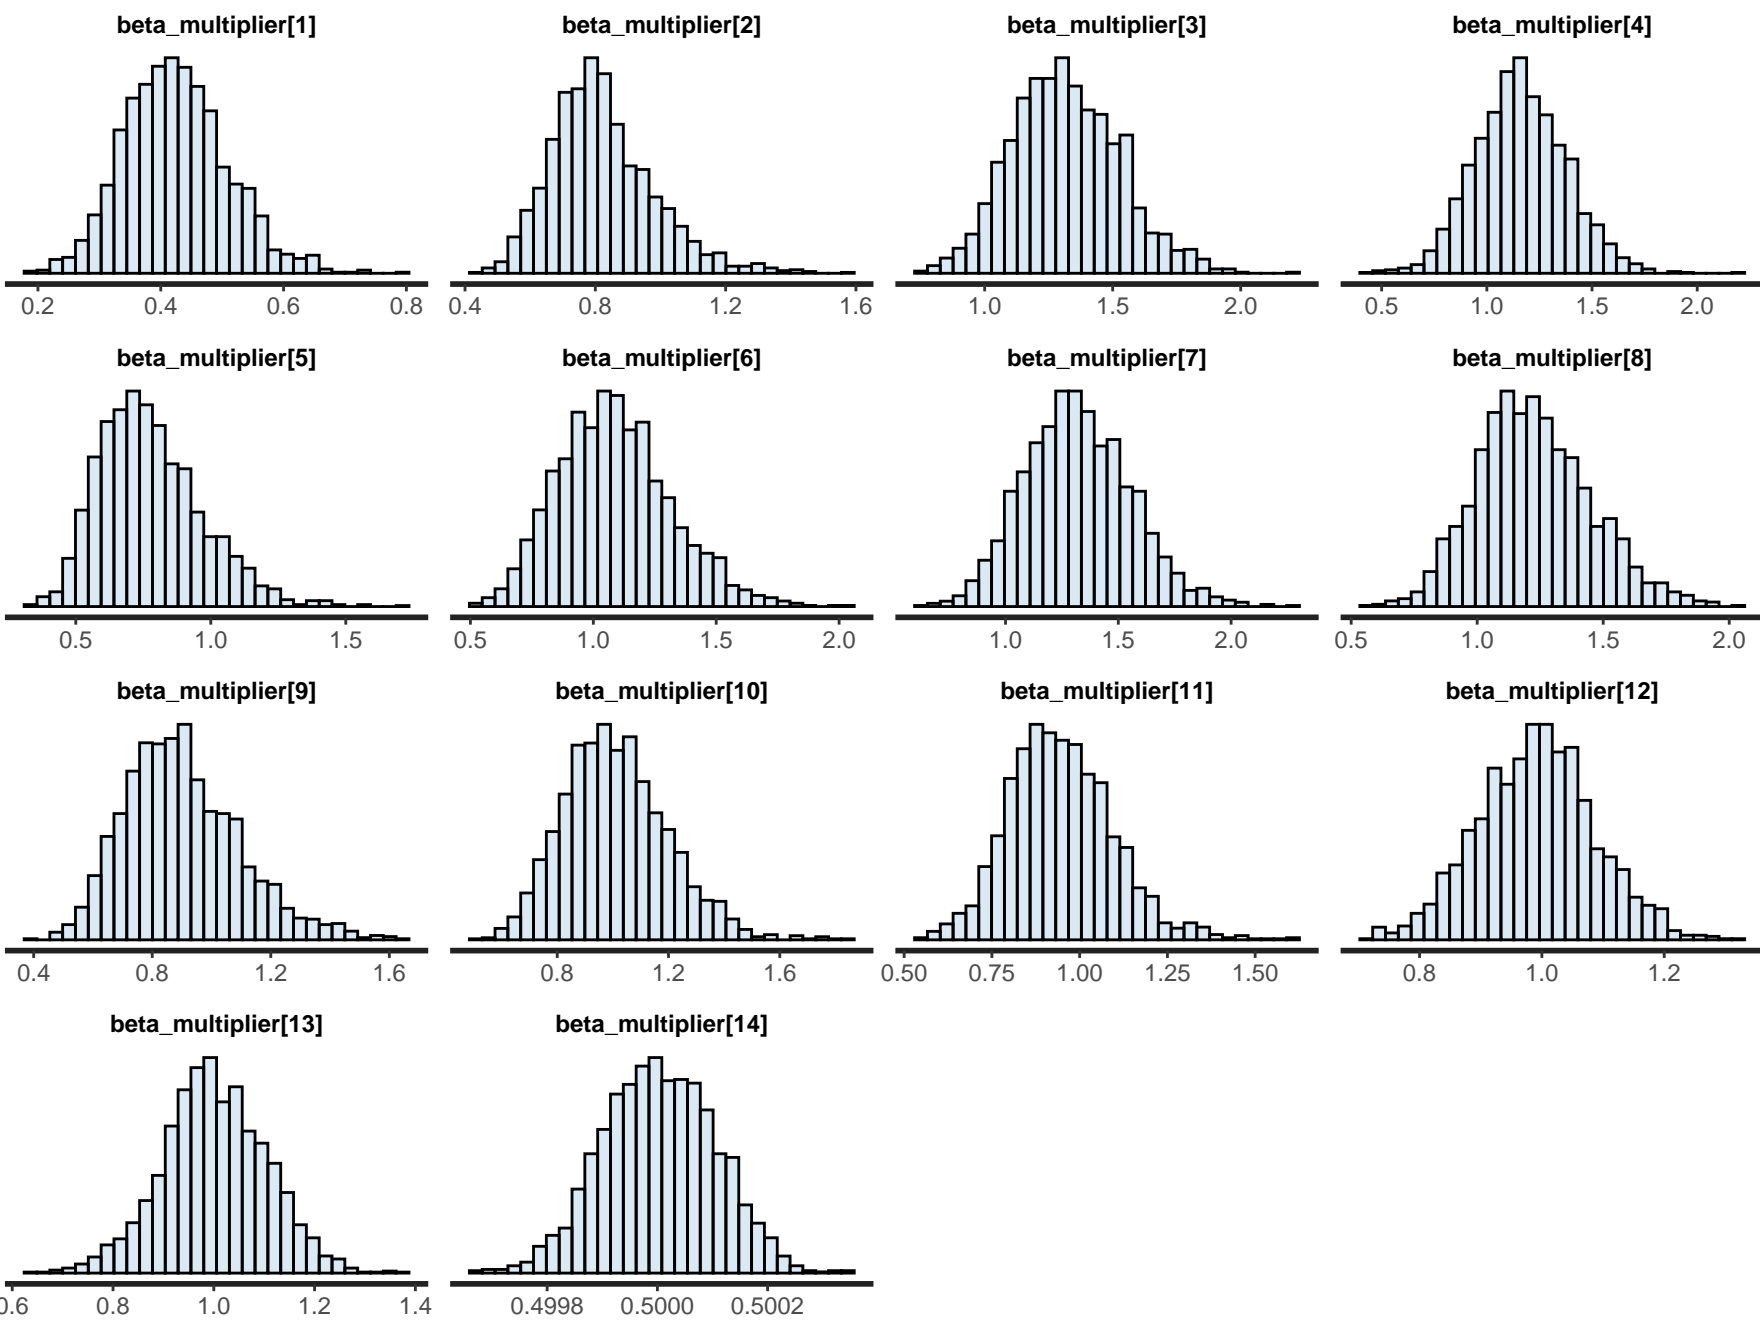 beta_multiplier[1] beta_multiplier[2] beta_multiplier[3] beta_multiplier[4]
0.2 0.4 0.6 0.8 0.4 0.8 1.2 1.6 1.0 1.5 2.0 0.5 1.0 1.5 2.0
beta_multiplier[5] beta_multiplier[6] beta_multiplier[7] beta_multiplier[8]
0.5 1.0 1.5 0.5 1.0 1.5 2.0 1.0 1.5 2.0 0.5 1.0 1.5 2.0
beta_multiplier[9] beta_multiplier[10] beta_multiplier[11] beta_multiplier[12]
0.4 0.8 1.2 1.6 0.8 1.2 1.6 0.50 0.75 1.00 1.25 1.50 0.8 1.0 1.2
beta_multiplier[13] beta_multiplier[14]
0.6 0.8 1.0 1.2 1.4 0.4998 0.5000 0.5002